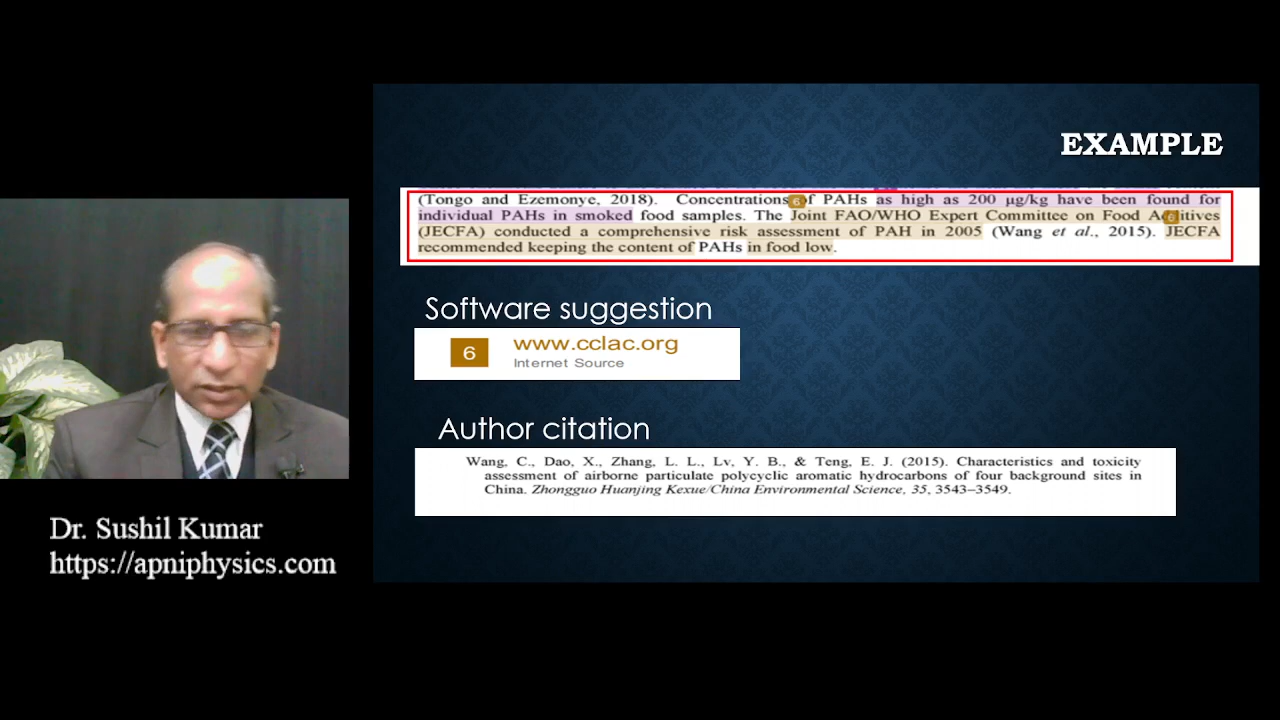 EXAMPLE
(Tongo and Ezemonye, 2018). Concentrations of PAHs as high as 200 µg/kg have been found for
individual PAHs in smoked food samples. The Joint FAO/WHO Expert Committee on Food Additives
(JECFA) conducted a comprehensive risk assessment of PAH in 2005 (Wang et al., 2015). JECFA
recommended keeping the content of PAHs in food low.
6
6
Software suggestion
6 www.cclac.org
Internet Source
Author citation
Wang, C., Dao, X., Zhang, L. L., Lv, Y. B., & Teng, E. J. (2015). Characteristics and toxicity
assessment of airborne particulate polycyclic aromatic hydrocarbons of four background sites in
China. Zhongguo Huanjing Kexue/China Environmental Science, 35, 3543–3549.
Dr. Sushil Kumar
https://apniphysics.com